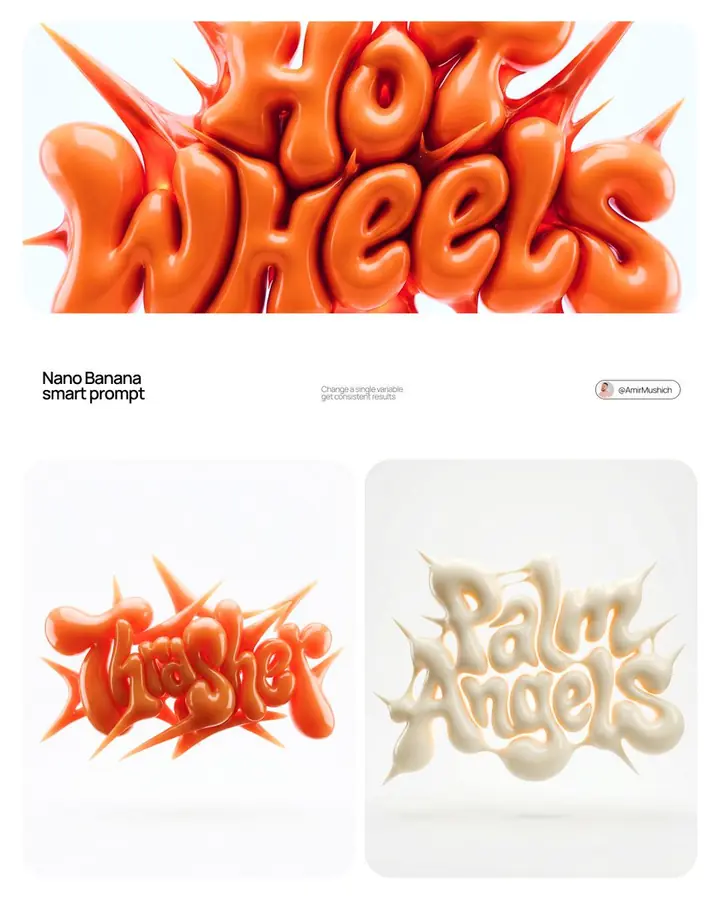 HOT
WHeeLS
Nano Banana
smart prompt
Change a single variable
get consistent results
@AmirMushich
Thrasher
Palm
Angels